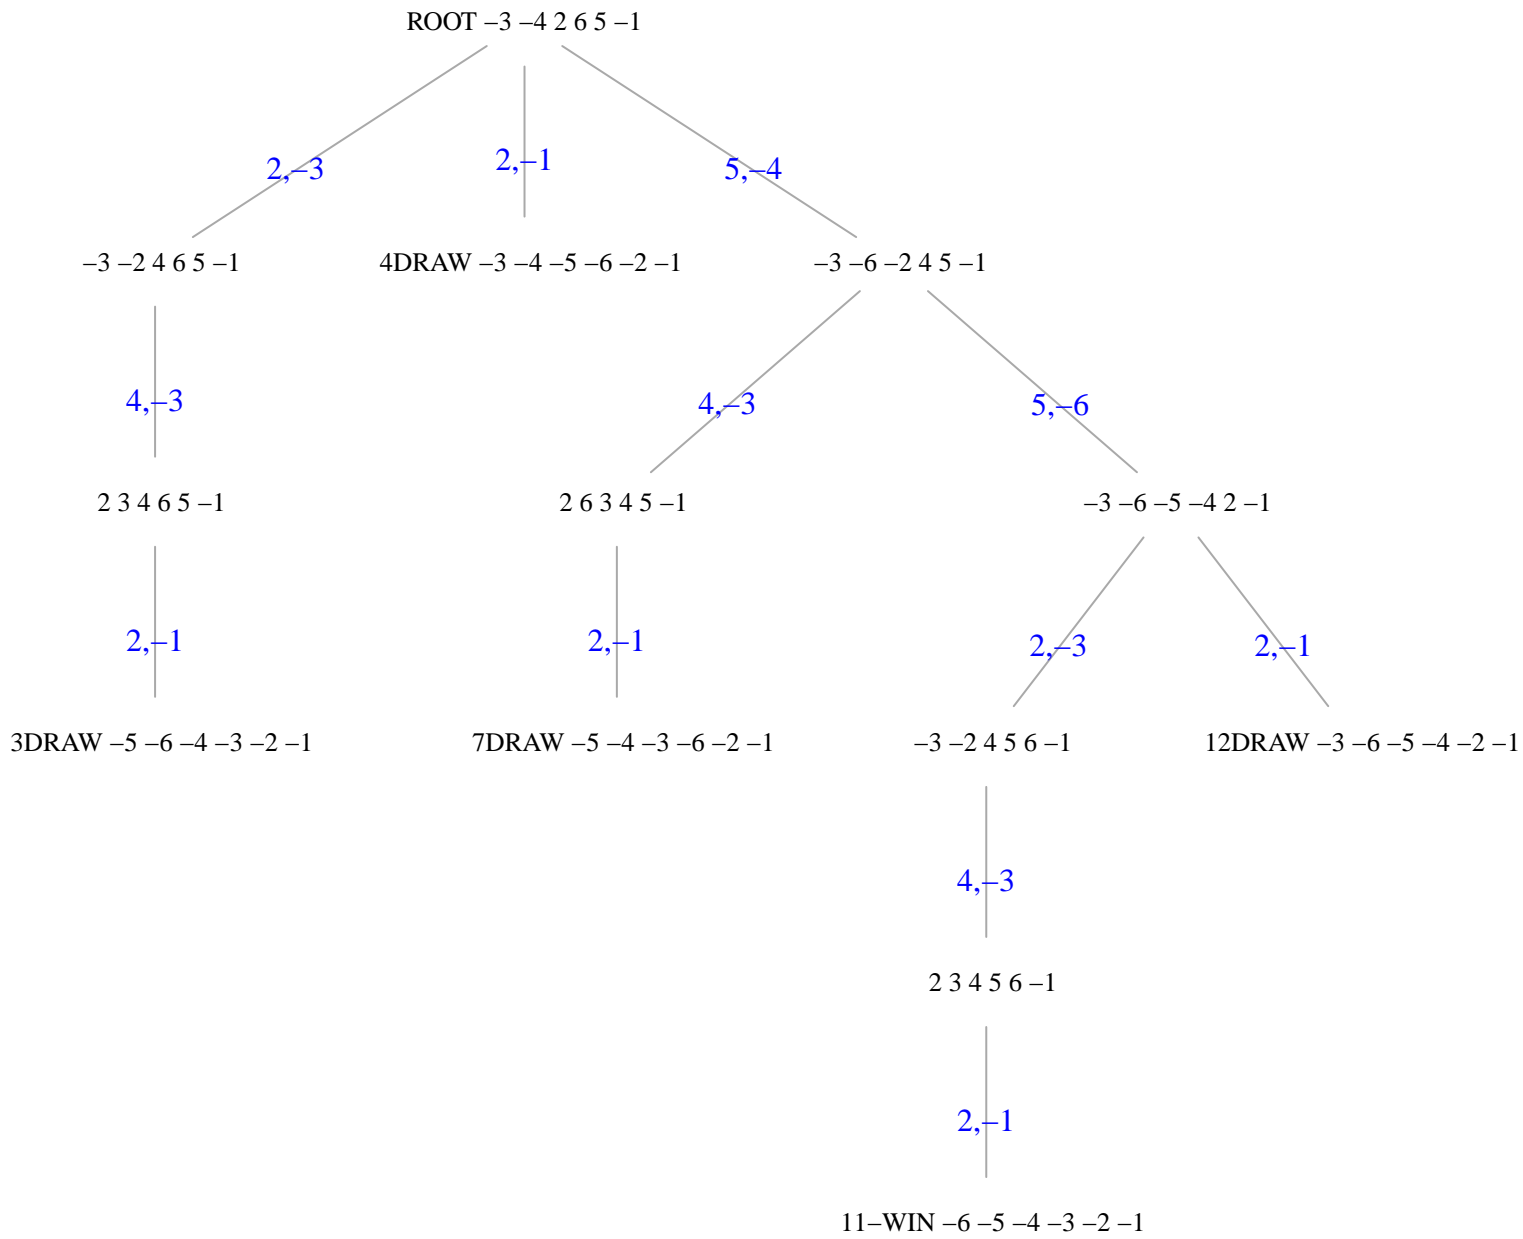 ROOT –3 –4 2 6 5 –1
2,–3
2,–1
5,–4
–3 –2 4 6 5 –1
4DRAW –3 –4 –5 –6 –2 –1
–3 –6 –2 4 5 –1
4,–3
4,–3
5,–6
2 3 4 6 5 –1
2 6 3 4 5 –1
–3 –6 –5 –4 2 –1
2,–1
2,–1
2,–3
2,–1
3DRAW –5 –6 –4 –3 –2 –1
7DRAW –5 –4 –3 –6 –2 –1
–3 –2 4 5 6 –1
12DRAW –3 –6 –5 –4 –2 –1
4,–3
2 3 4 5 6 –1
2,–1
11–WIN –6 –5 –4 –3 –2 –1